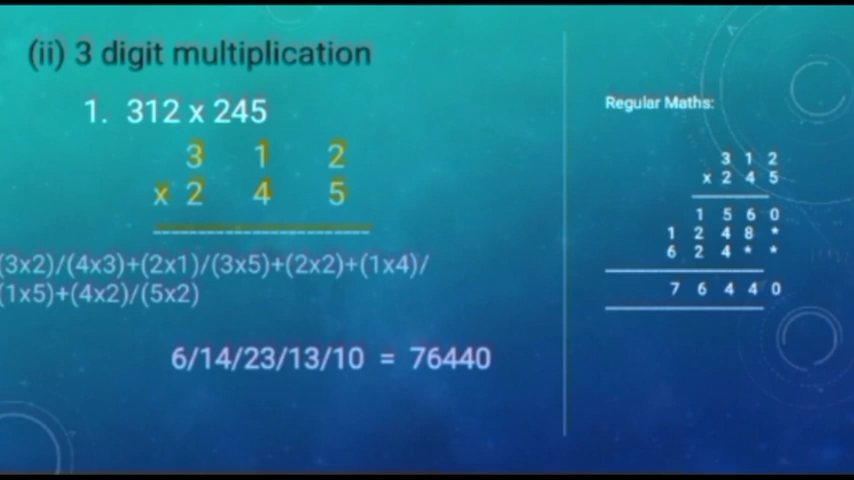 (ii) 3 digit multiplication
1. 312 x 245
3 1 2
x 2 4 5
(3x2)/(4x3)+(2x1)/(3x5)+(2x2)+(1x4)/
(1x5)+(4x2)/(5x2)
6/14/23/13/10 = 76440
Regular Maths:
3 1 2
x 2 4 5
1 5 6 0
1 2 4 8 *
6 2 4 * *
7 6 4 4 0